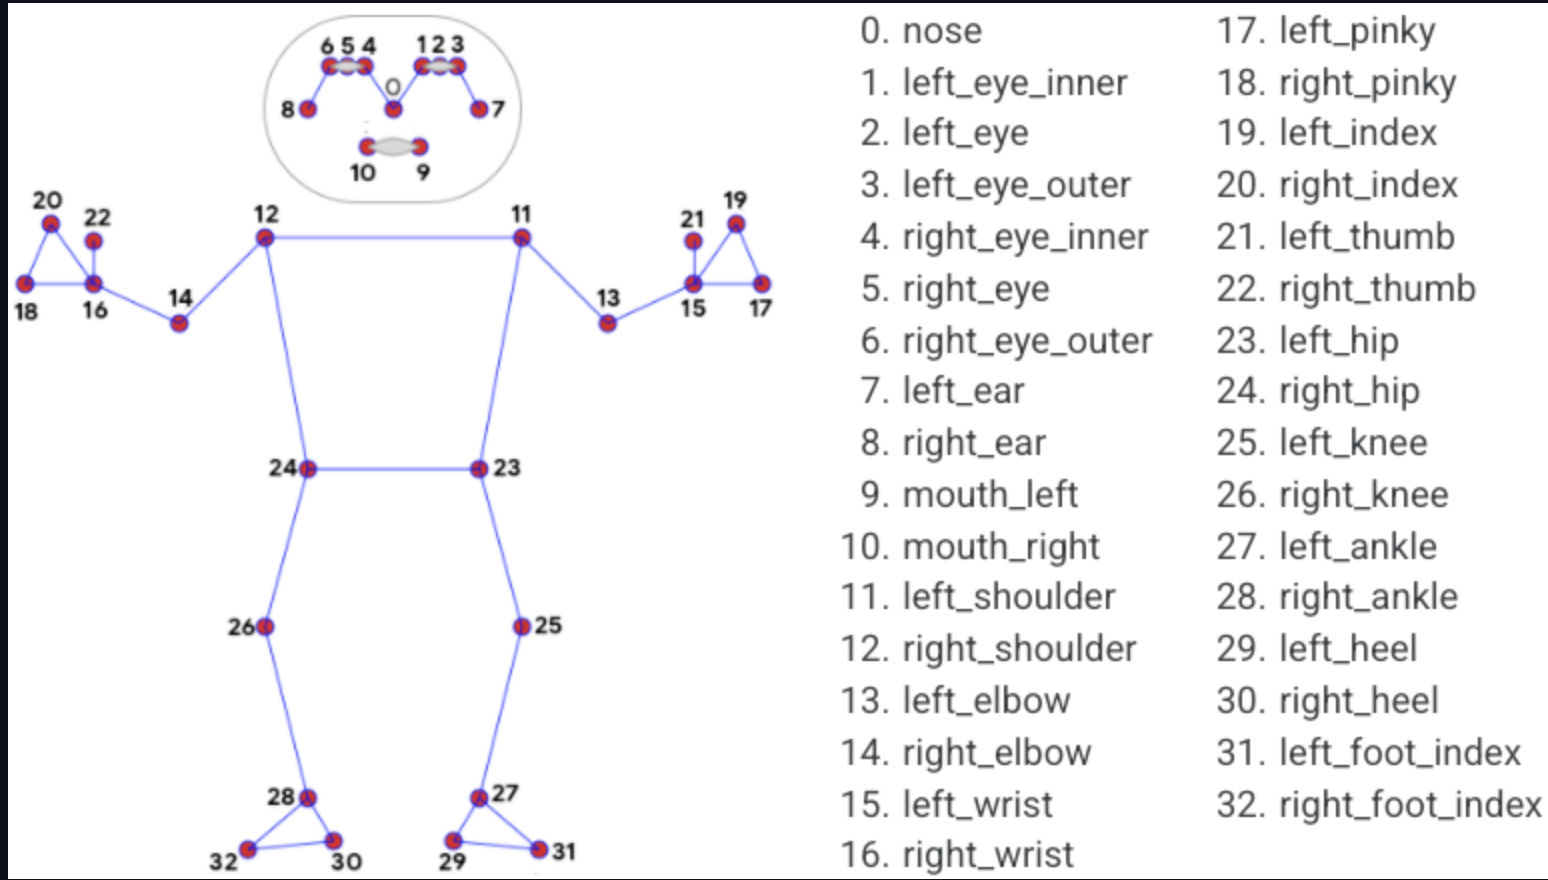 6 5 4 1 2 3
0
8 7
10 9
20 19
22 12 11 21
14 13
18 16 15 17
24 23
26 25
28 27
32 30 29 31
0. nose
1. left_eye_inner
2. left_eye
3. left_eye_outer
4. right_eye_inner
5. right_eye
6. right_eye_outer
7. left_ear
8. right_ear
9. mouth_left
10. mouth_right
11. left_shoulder
12. right_shoulder
13. left_elbow
14. right_elbow
15. left_wrist
16. right_wrist
17. left_pinky
18. right_pinky
19. left_index
20. right_index
21. left_thumb
22. right_thumb
23. left_hip
24. right_hip
25. left_knee
26. right_knee
27. left_ankle
28. right_ankle
29. left_heel
30. right_heel
31. left_foot_index
32. right_foot_index